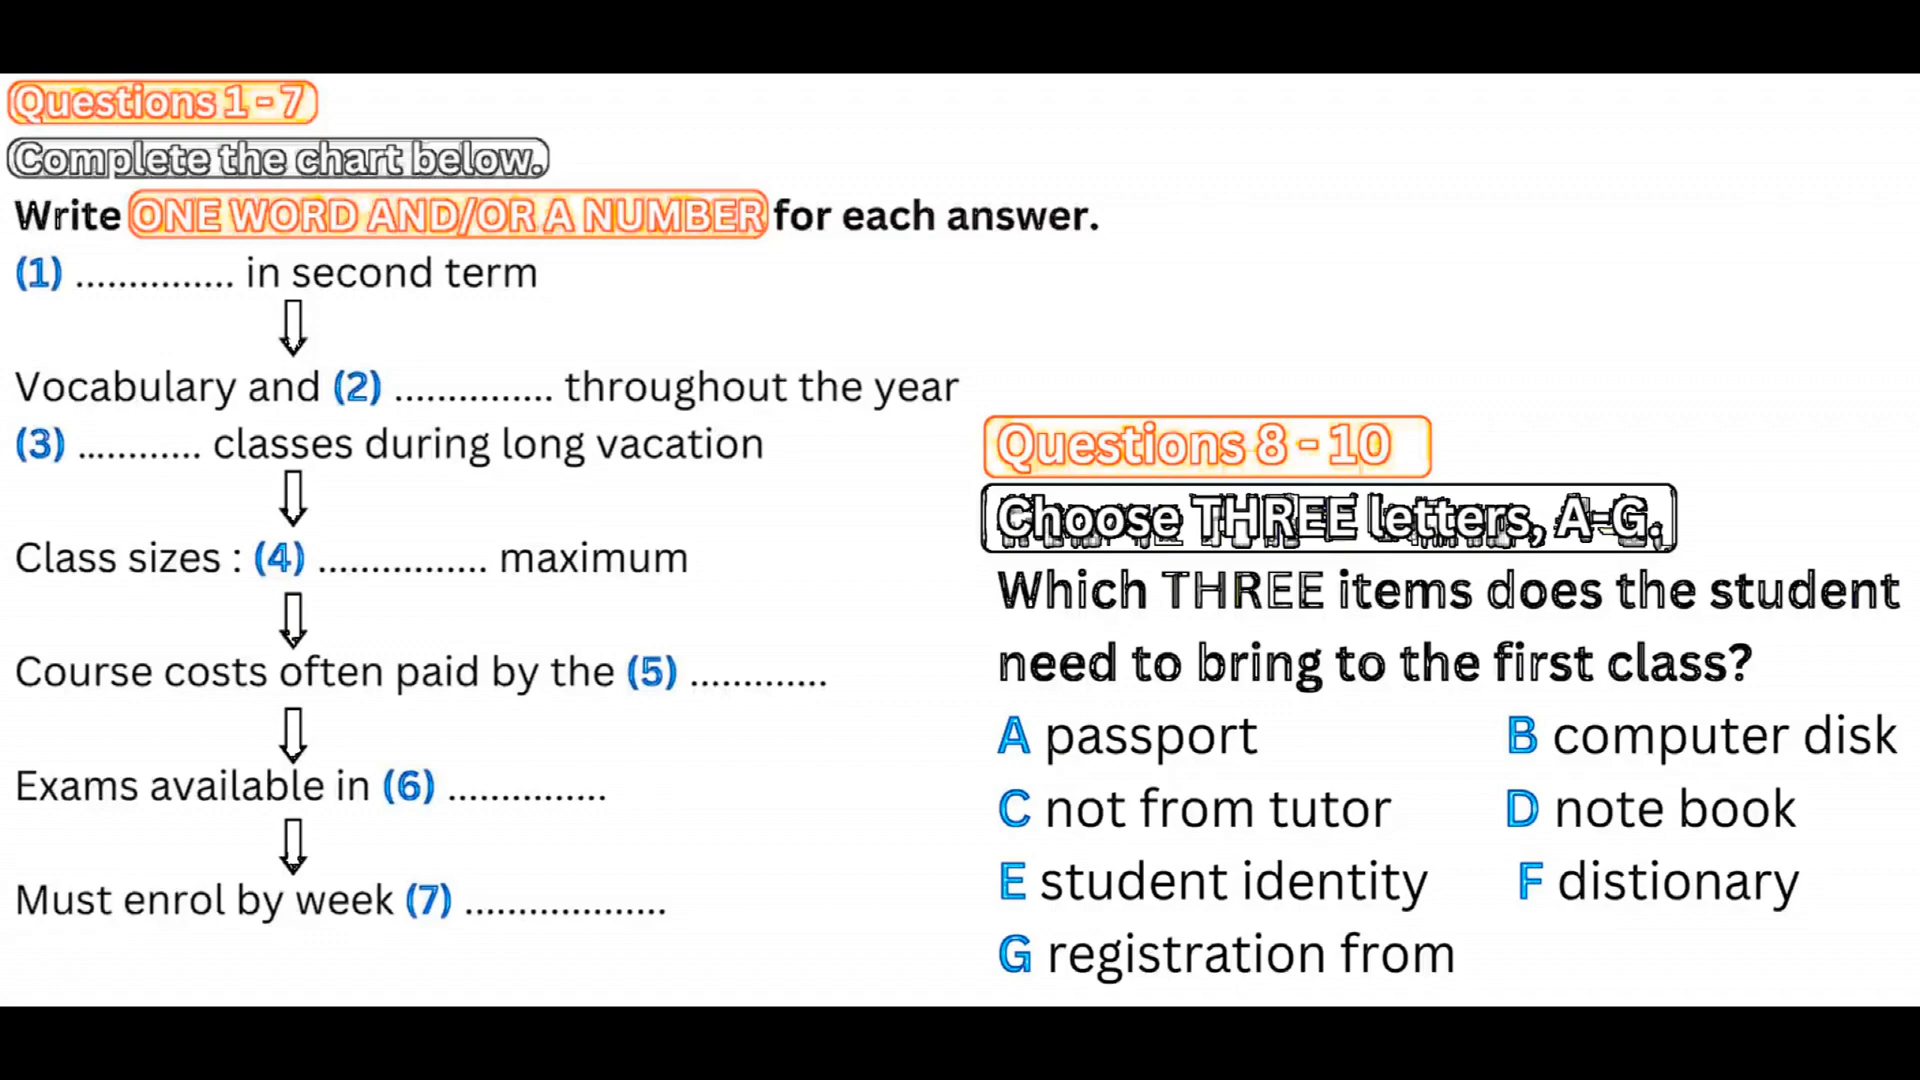 Questions 1 - 7
Complete the chart below.
Write ONE WORD AND/OR A NUMBER for each answer.
(1) ............... in second term
Vocabulary and (2) ............... throughout the year
(3) ............ classes during long vacation
Class sizes : (4) ................ maximum
Course costs often paid by the (5) .............
Exams available in (6) ...............
Must enrol by week (7) ...................
Questions 8 - 10
Choose THREE letters, A-G.
Which THREE items does the student
need to bring to the first class?
A passport B computer disk
C not from tutor D note book
E student identity F distionary
G registration from